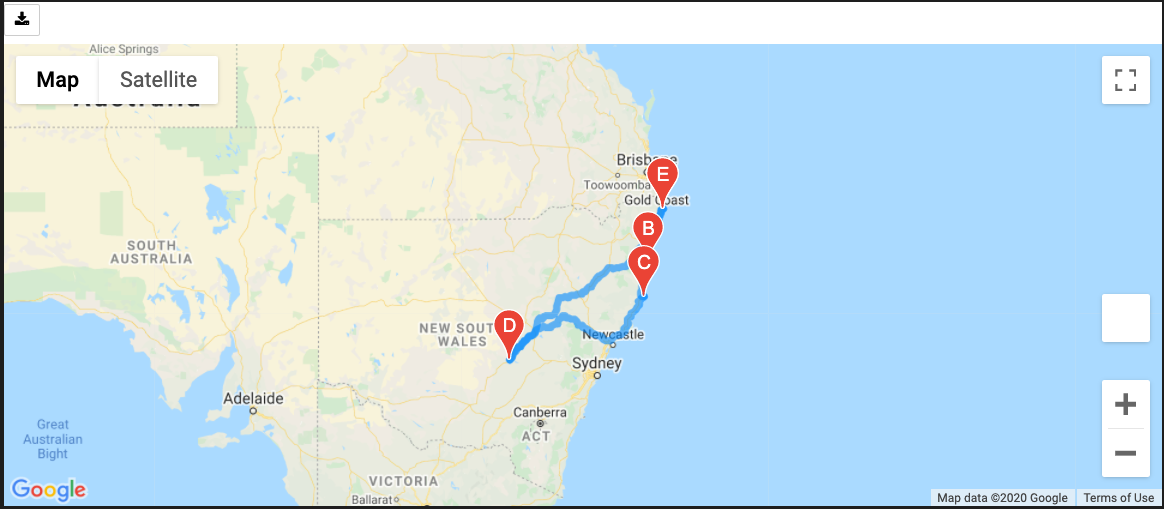 Alice Springs
Map
Satellite
Australia
Brisbane
E
Toowoomba
Gold Coast
B
SOUTH
AUSTRALIA
C
D
NEW SOUTH
WALES
Newcastle
Sydney
Adelaide
Canberra
ACT
Great
Australian
Bight
VICTORIA
Ballarat
Google
Map data ©2020 Google
Terms of Use